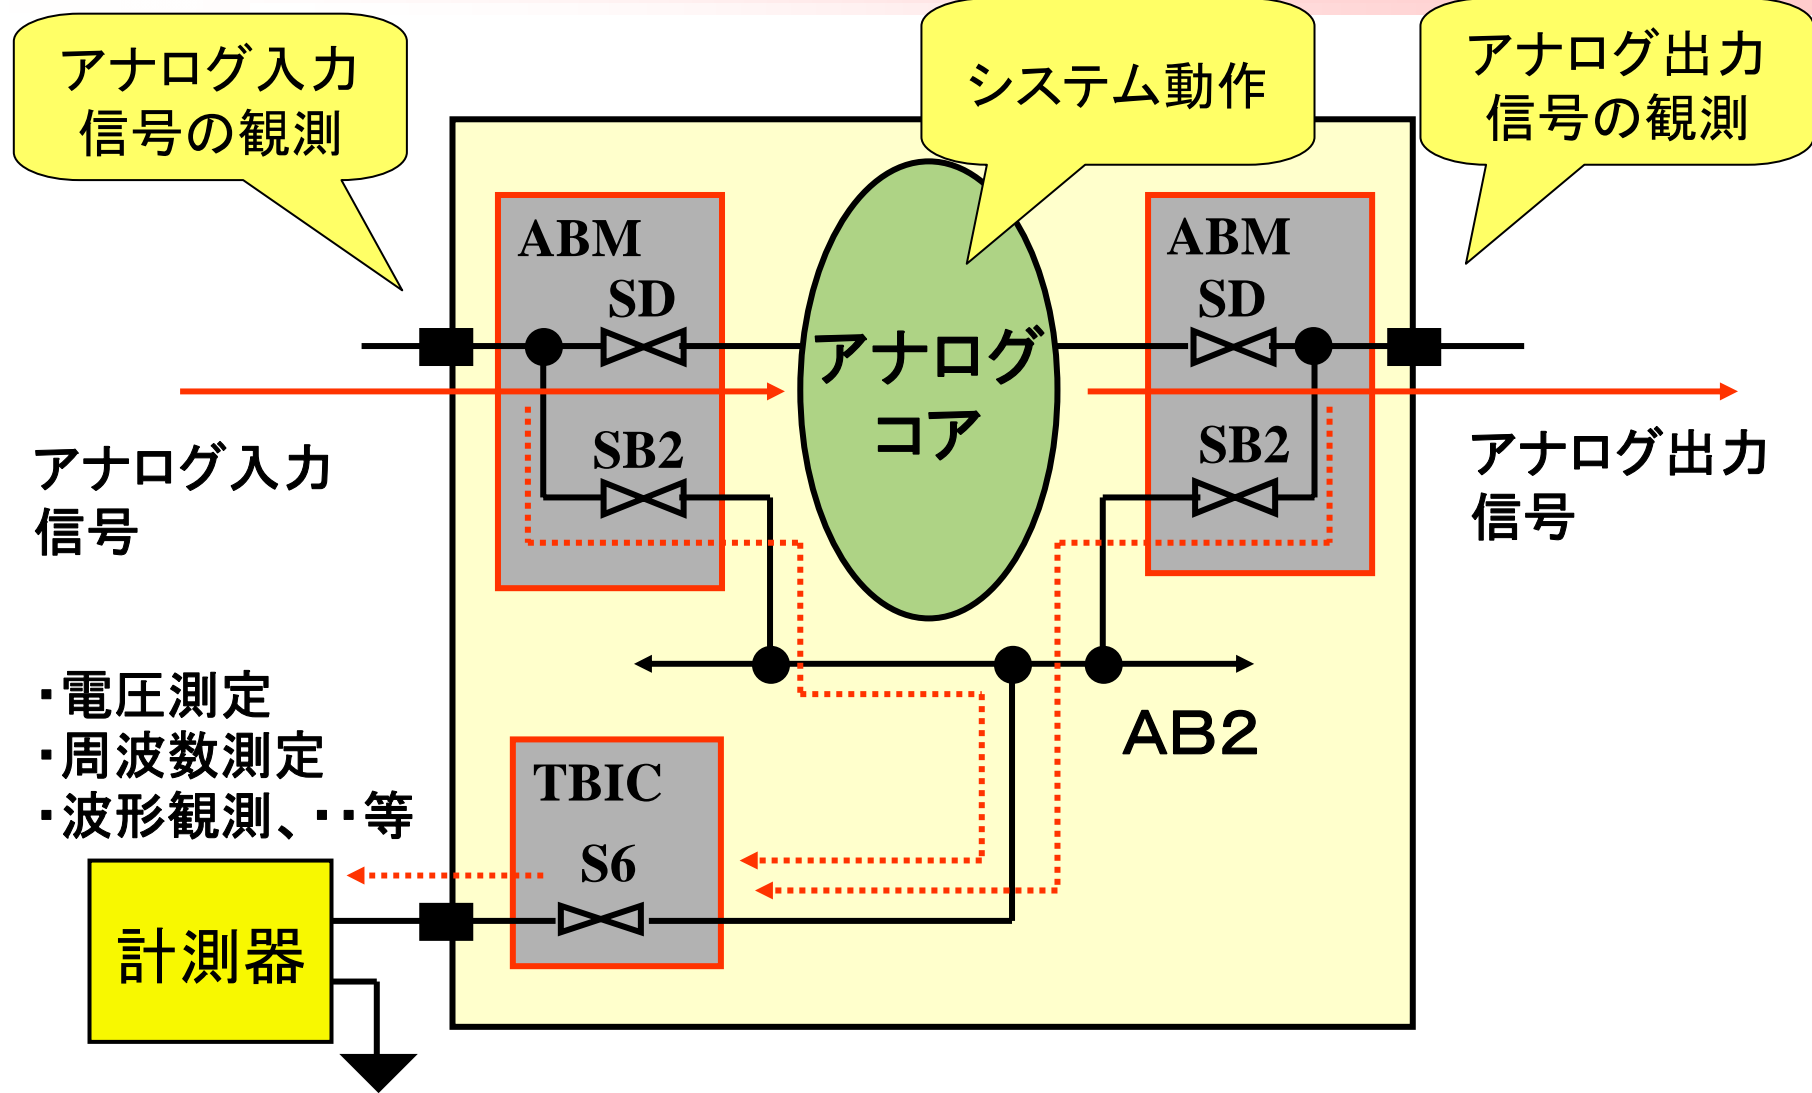 アナログ入力
信号の観測
システム動作
アナログ出力
信号の観測
ABM
SD
SB2
アナログ
コア
ABM
SD
SB2
アナログ入力
信号
アナログ出力
信号
AB2
・電圧測定
・周波数測定
・波形観測、・・等
TBIC
S6
計測器